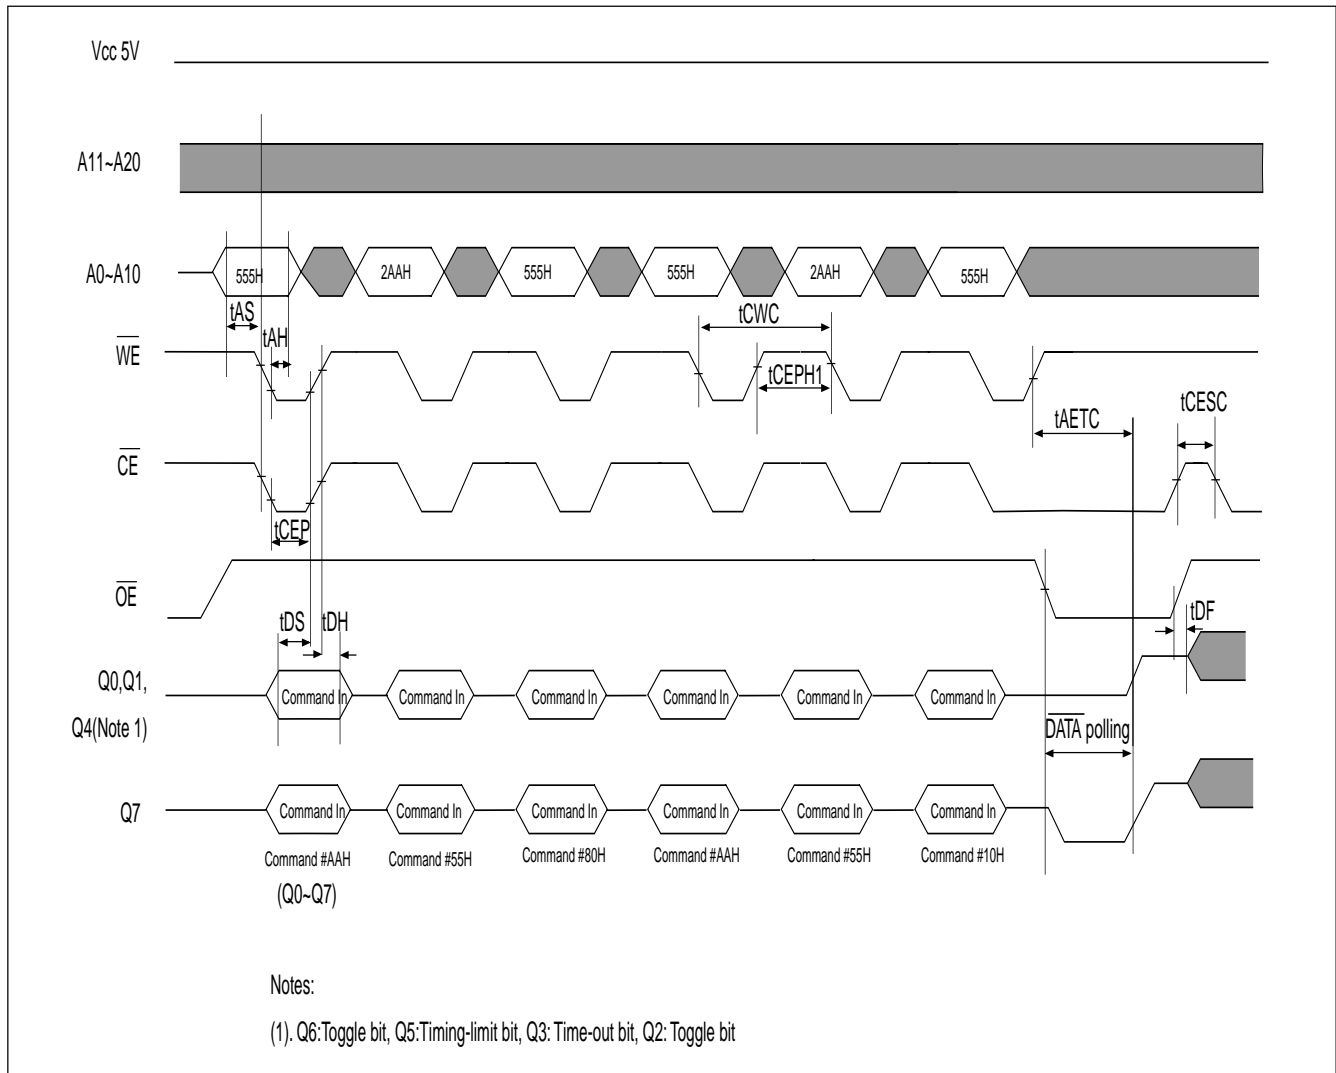 Vcc 5V
A11~A20
A0~A10
555H 2AAH 555H 555H 2AAH 555H
tAS
tAH
tCWC
WE
tCEPH1
tAETC
tCESC
CE
tCEP
OE
tDS tDH
tDF
Q0,Q1,
Q4(Note 1)
Command In Command In Command In Command In Command In Command In
DATA polling
Q7
Command In Command In Command In Command In Command In Command In
Command #AAH Command #55H Command #80H Command #AAH Command #55H Command #10H
(Q0~Q7)
Notes:
(1). Q6:Toggle bit, Q5:Timing-limit bit, Q3: Time-out bit, Q2: Toggle bit